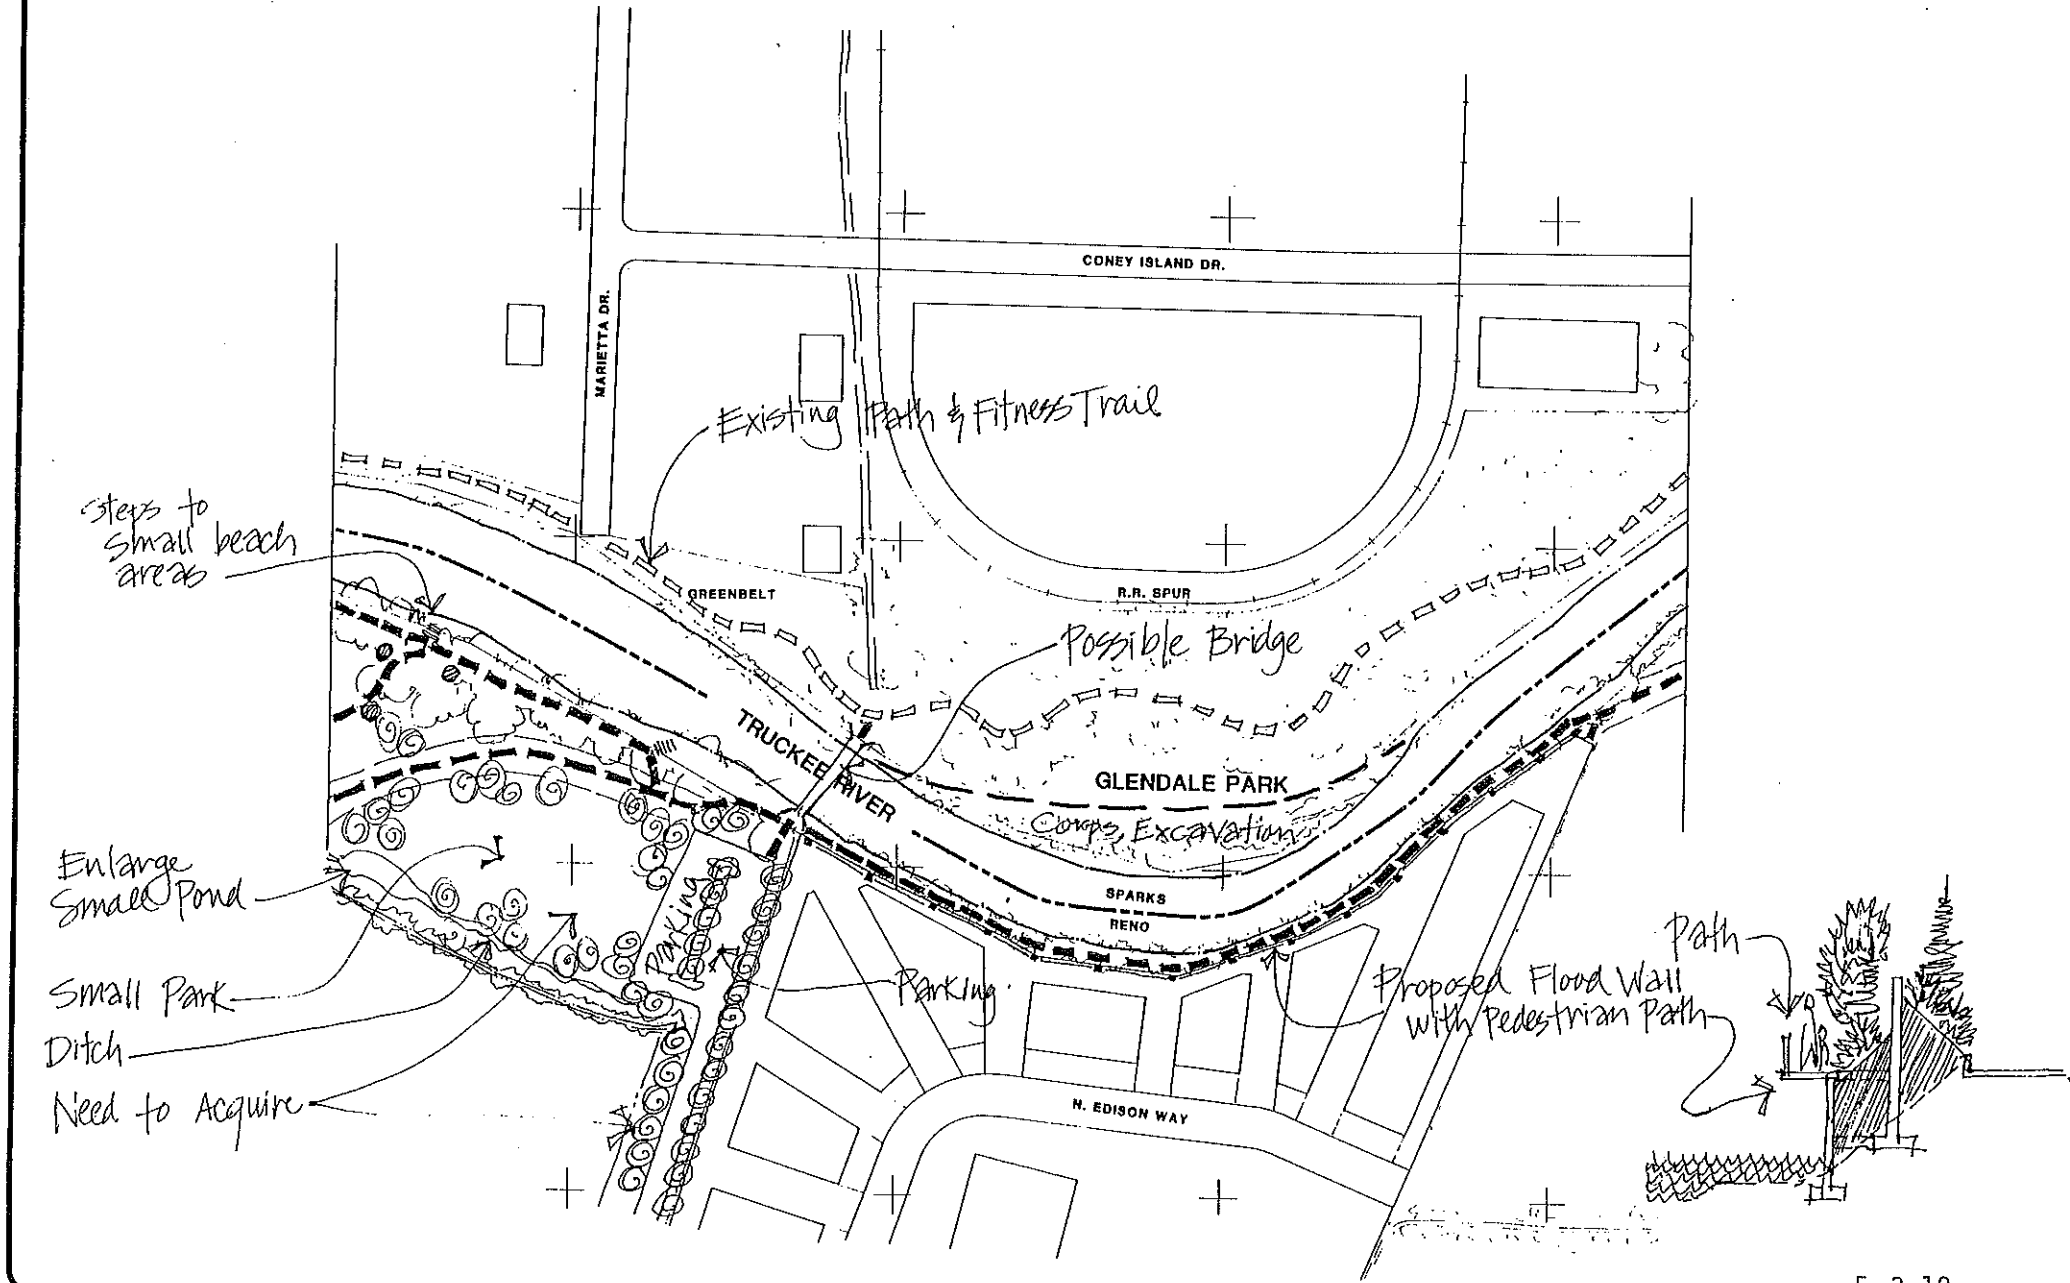 CONEY ISLAND DR.
MARIETTA DR.
Existing Path & Fitness Trail
Steps to
small beach
areas
GREENBELT
R.R. SPUR
Possible Bridge
TRUCKEE RIVER
GLENDALE PARK
Corps, Excavation
Enlarge
Small Pond
SPARKS
RENO
Parking
Path
Small Park
Parking
Proposed Flood Wall
with Pedestrian Path
Ditch
Need to Acquire
N. EDISON WAY